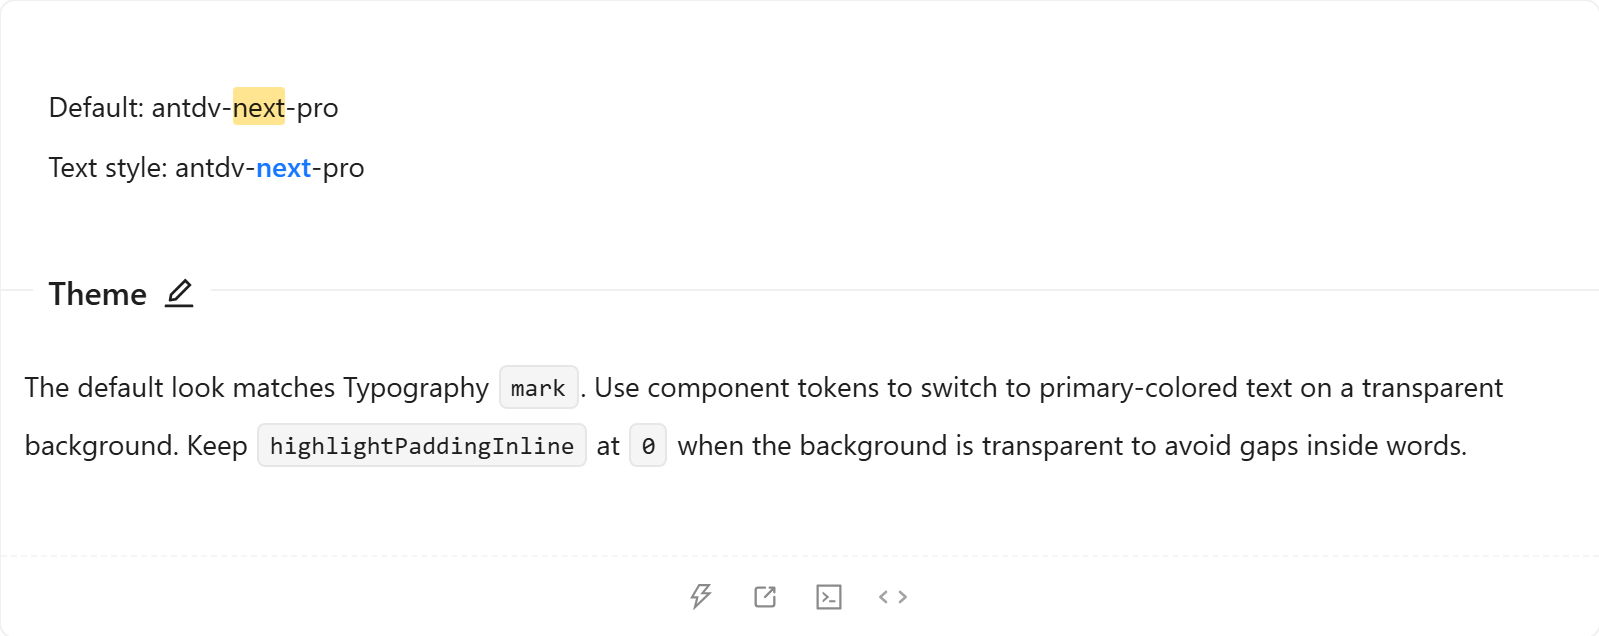 Default: antdv-next-pro
Text style: antdv-next-pro
Theme
The default look matches Typography mark. Use component tokens to switch to primary-colored text on a transparent
background. Keep highlightPaddingInline at 0 when the background is transparent to avoid gaps inside words.